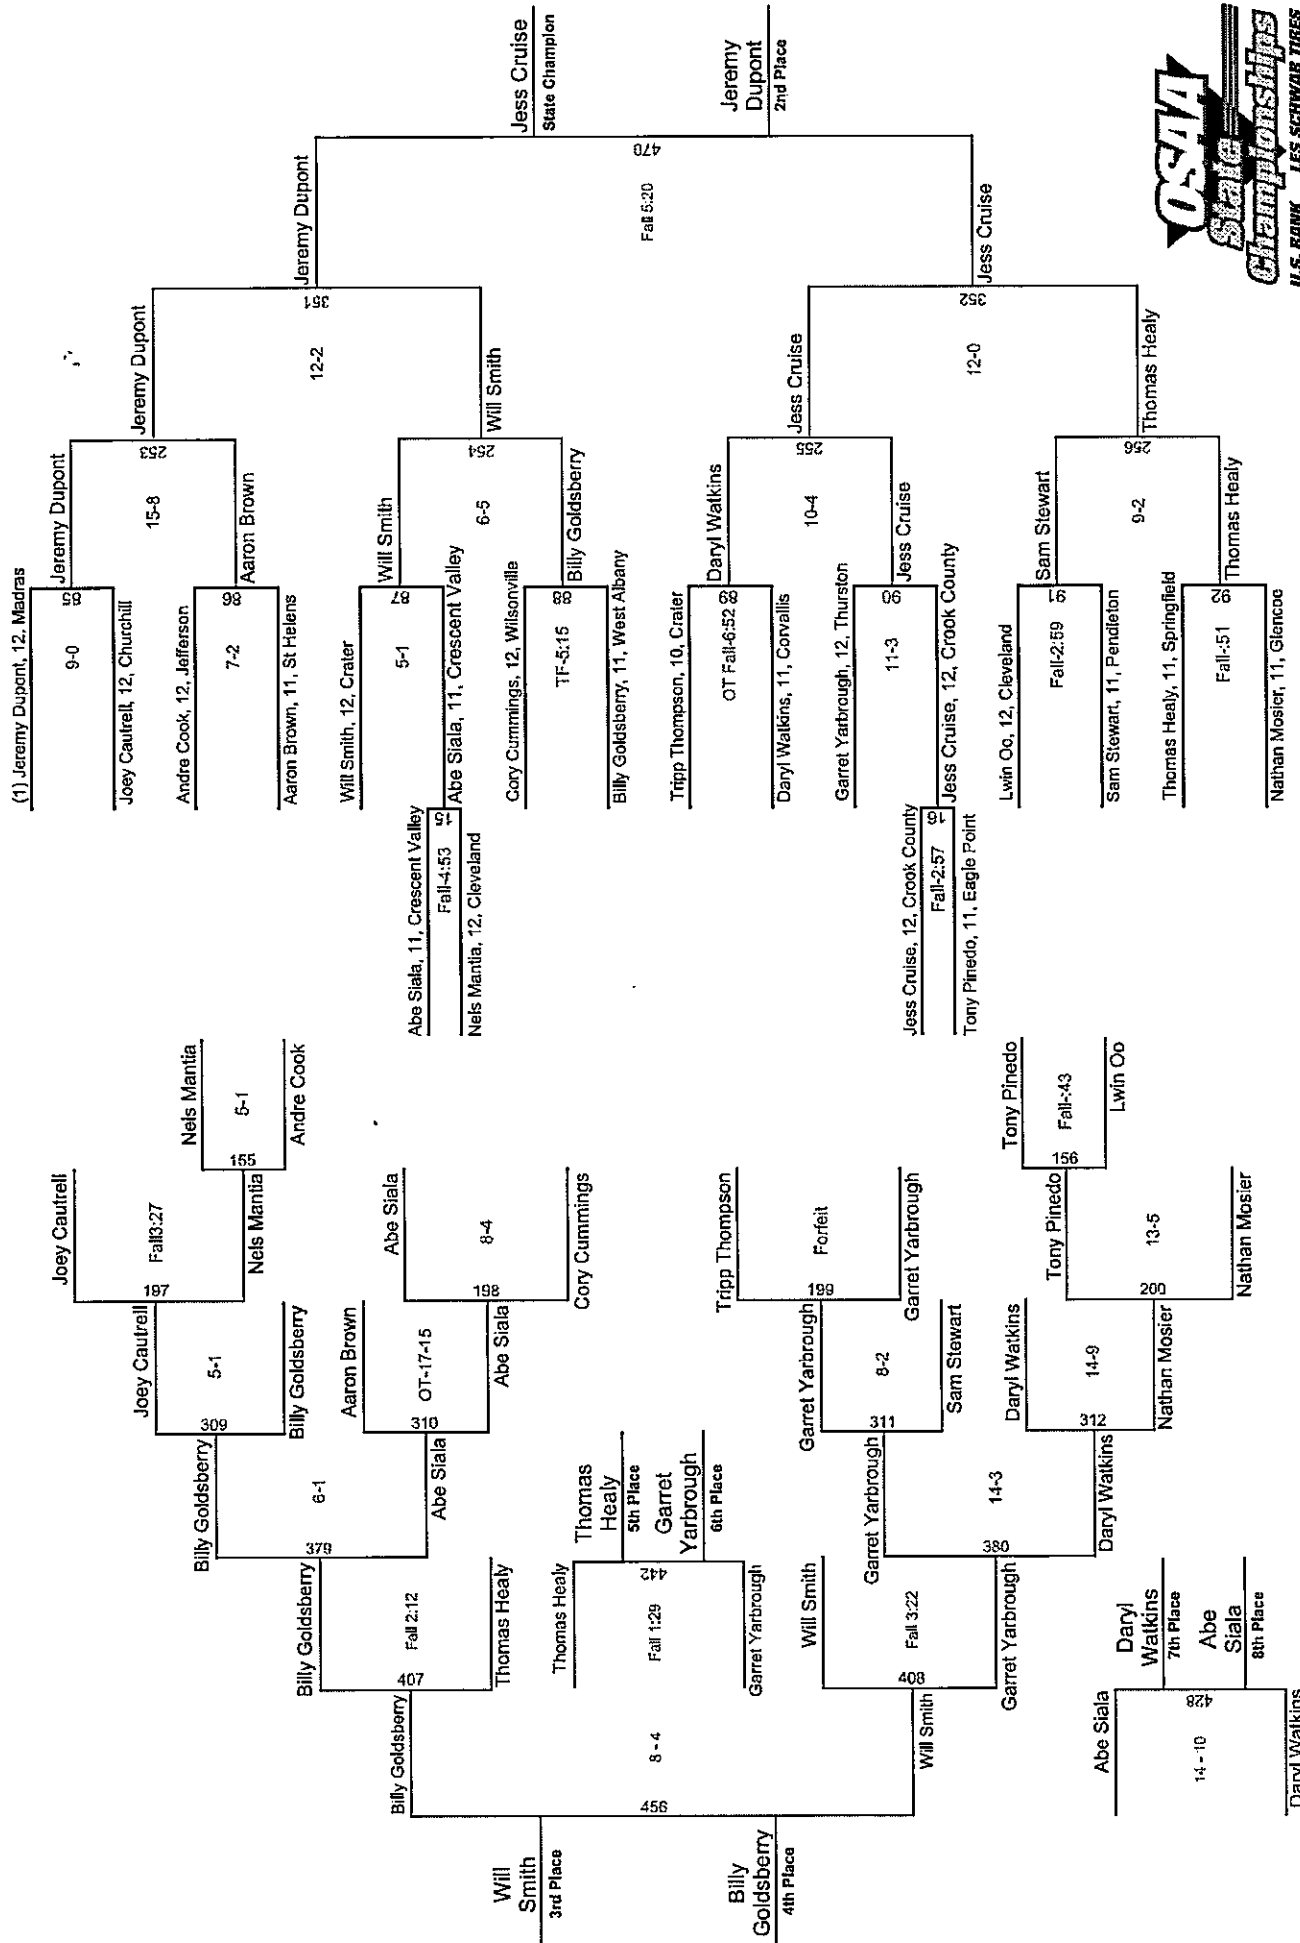 (1) Jeremy Dupont, 12, Madras
85
9-0
Joey Cautrell, 12, Churchill
Jeremy Dupont
253
15-8
Andre Cook, 12, Jefferson
86
7-2
Aaron Brown, 11, St Helens
Aaron Brown
Jeremy Dupont
351
12-2
Will Smith, 12, Crater
87
5-1
Abe Siala, 11, Crescent Valley
Will Smith
Abe Siala, 11, Crescent Valley
15
Fall-4:53
Nels Mantia, 12, Cleveland
254
6-5
Cory Cummings, 12, Wilsonville
88
TF-5:15
Billy Goldsberry, 11, West Albany
Billy Goldsberry
Will Smith
Jeremy Dupont
470
Fall 5:20
Jess Cruise
State Champion
Jeremy
Dupont
2nd Place
Tripp Thompson, 10, Crater
89
OT Fall-6:52
Daryl Watkins, 11, Corvallis
Daryl Watkins
255
10-4
Garret Yarbrough, 12, Thurston
90
11-3
Jess Cruise, 12, Crook County
Jess Cruise
Jess Cruise, 12, Crook County
16
Fall-2:57
Tony Pinedo, 11, Eagle Point
Jess Cruise
352
12-0
Jess Cruise
Lwin Oo, 12, Cleveland
91
Fall-2:59
Sam Stewart, 11, Pendleton
Sam Stewart
256
9-2
Thomas Healy, 11, Springfield
92
Fall-:51
Nathan Mosier, 11, Glencoe
Thomas Healy
Thomas Healy
OSAA
State
Championships
U.S. BANK LES SCHWAB TIRES
Nels Mantia
155
5-1
Andre Cook
Joey Cautrell
197
Fall3:27
Nels Mantia
Joey Cautrell
309
5-1
Billy Goldsberry
Abe Siala
198
8-4
Cory Cummings
Aaron Brown
310
OT-17-15
Abe Siala
Billy Goldsberry
379
6-1
Abe Siala
Billy Goldsberry
407
Fall 2:12
Thomas Healy
Billy Goldsberry
456
8 - 4
Will Smith
Will
Smith
3rd Place
Billy
Goldsberry
4th Place
Thomas Healy
442
Fall 1:29
Garret Yarbrough
Thomas
Healy
5th Place
Garret
Yarbrough
6th Place
Tripp Thompson
199
Forfeit
Garret Yarbrough
Garret Yarbrough
311
8-2
Sam Stewart
Tony Pinedo
156
Fall-:43
Lwin Oo
Tony Pinedo
200
13-5
Nathan Mosier
Daryl Watkins
312
14-9
Nathan Mosier
Garret Yarbrough
380
14-3
Daryl Watkins
Will Smith
408
Fall 3:22
Garret Yarbrough
Abe Siala
428
14 - 10
Daryl Watkins
Daryl
Watkins
7th Place
Abe
Siala
8th Place